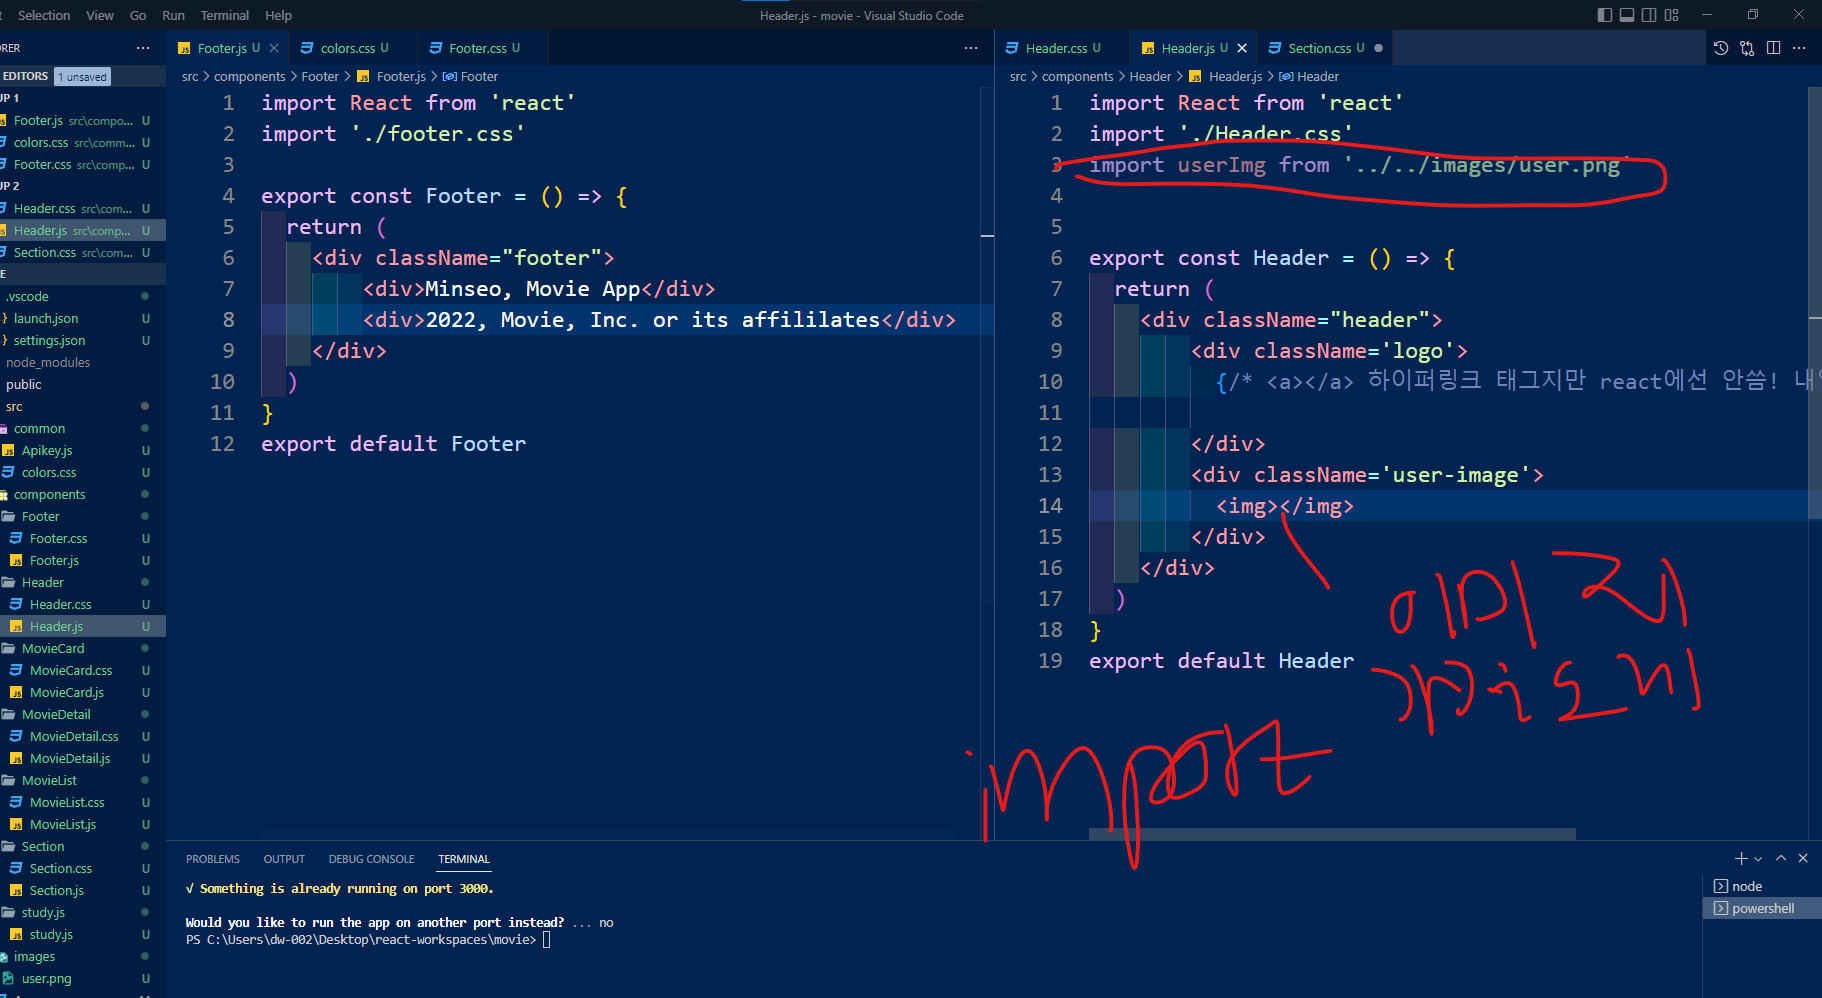 Selection View Go Run Terminal Help
Header.js - movie - Visual Studio Code
EDITORS 1 unsaved
UP 1
Footer.js src\compo... U
colors.css src\comm... U
Footer.css src\com... U
UP 2
Header.css src\com... U
Header.js src\comp... U
Section.css src\com... U
.vscode
launch.json U
settings.json U
node_modules
public
src
common
Apikey.js U
colors.css U
components
Footer
Footer.css U
Footer.js U
Header
Header.css U
Header.js U
MovieCard
MovieCard.css U
MovieCard.js U
MovieDetail
MovieDetail.css U
MovieDetail.js U
MovieList
MovieList.css U
MovieList.js U
Section
Section.css U
Section.js U
study.js
study.js U
images
user.png U
Footer.js U colors.css U Footer.css U
src > components > Footer > Footer.js > Footer
1 import React from 'react'
2 import './footer.css'
3
4 export const Footer = () => {
5 return (
6 <div className="footer">
7 <div>Minseo, Movie App</div>
8 <div>2022, Movie, Inc. or its affililates</div>
9 </div>
10 )
11 }
12 export default Footer
Header.css U Header.js U Section.css U
src > components > Header > Header.js > Header
1 import React from 'react'
2 import './Header.css'
3 import userImg from '../../images/user.png'
4
5
6 export const Header = () => {
7 return (
8 <div className="header">
9 <div className='logo'>
10 {/* <a></a> 하이퍼링크 태그지만 react에선 안씀!
11
12 </div>
13 <div className='user-image'>
14 <img></img>
15 </div>
16 </div>
17 )
18 }
19 export default Header
이미지
import
PROBLEMS OUTPUT DEBUG CONSOLE TERMINAL
√ Something is already running on port 3000.
Would you like to run the app on another port instead? ... no
PS C:\Users\dw-002\Desktop\react-workspaces\movie>
node
powershell